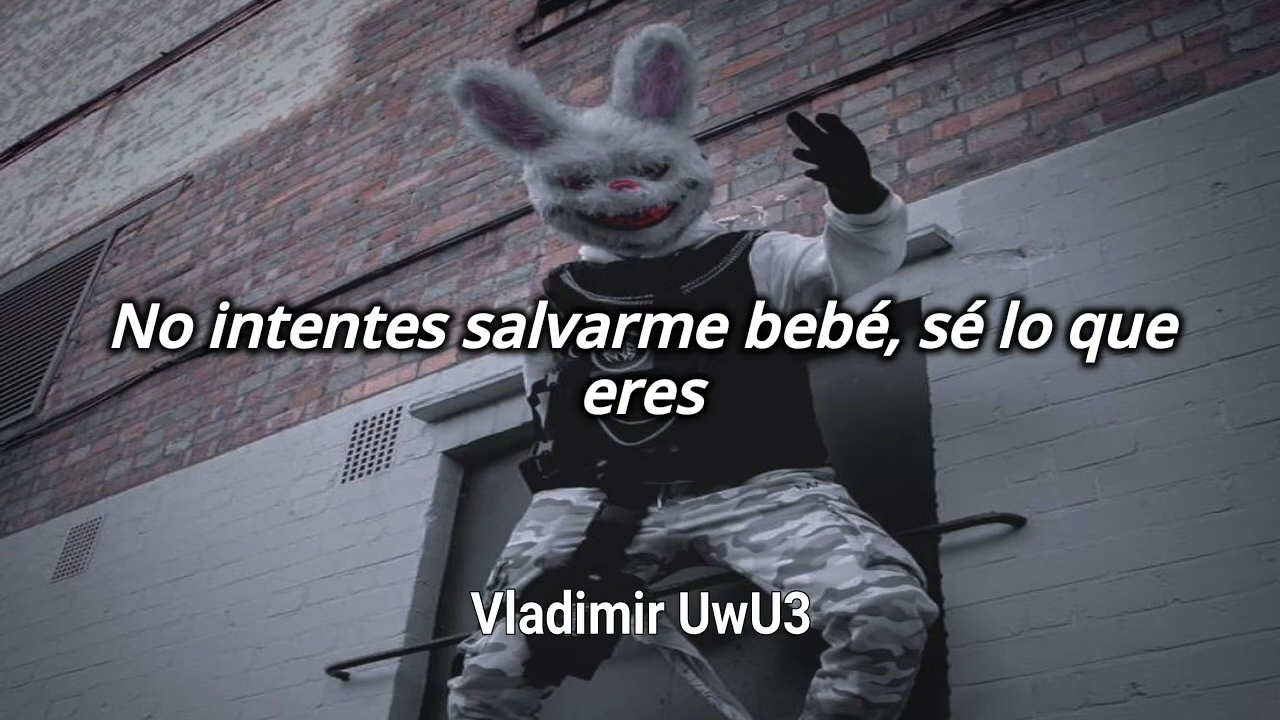 No intentes salvarme bebé, sé lo que
eres
Vladimir UwU3